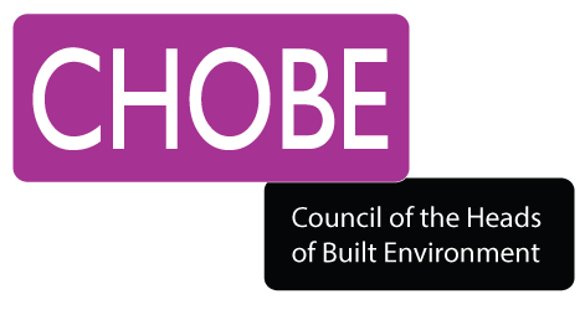 CHOBE
Council of the Heads
of Built Environment